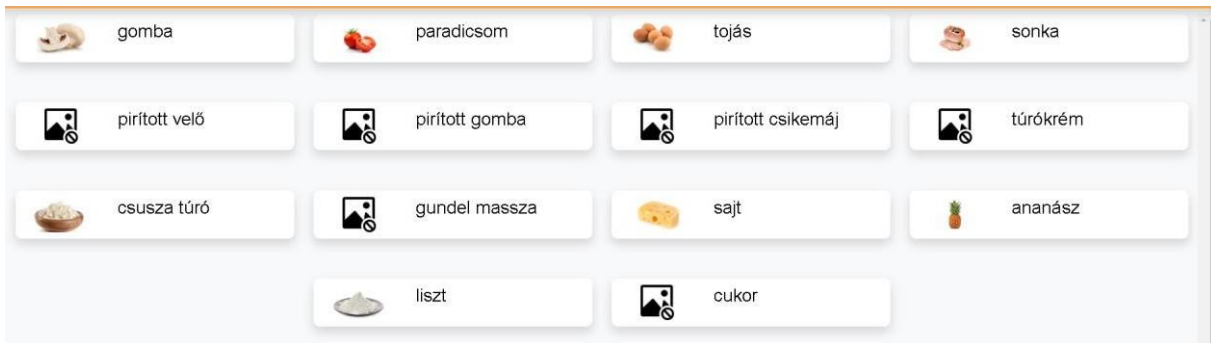 gomba
paradicsom
tojás
sonka
pirított velő
pirított gomba
pirított csikemáj
túrókrém
csusza túró
gundel massza
sajt
ananász
liszt
cukor